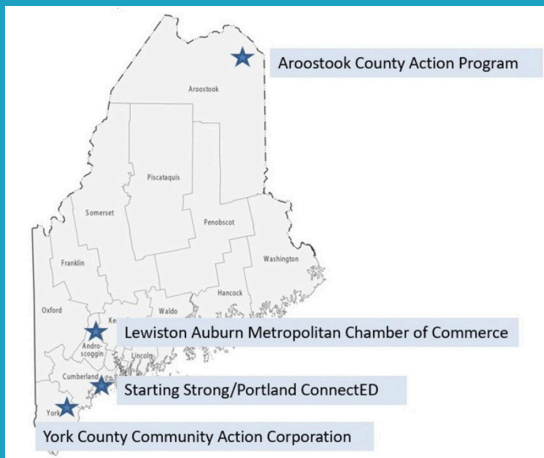 Aroostook County Action Program
Aroostook
Piscataquis
Somerset
Penobscot
Washington
Franklin
Hancock
Oxford
Waldo
Ke
Lewiston Auburn Metropolitan Chamber of Commerce
Andro-
scoggin
Lincoln
Cumberland
Starting Strong/Portland ConnectED
York
York County Community Action Corporation